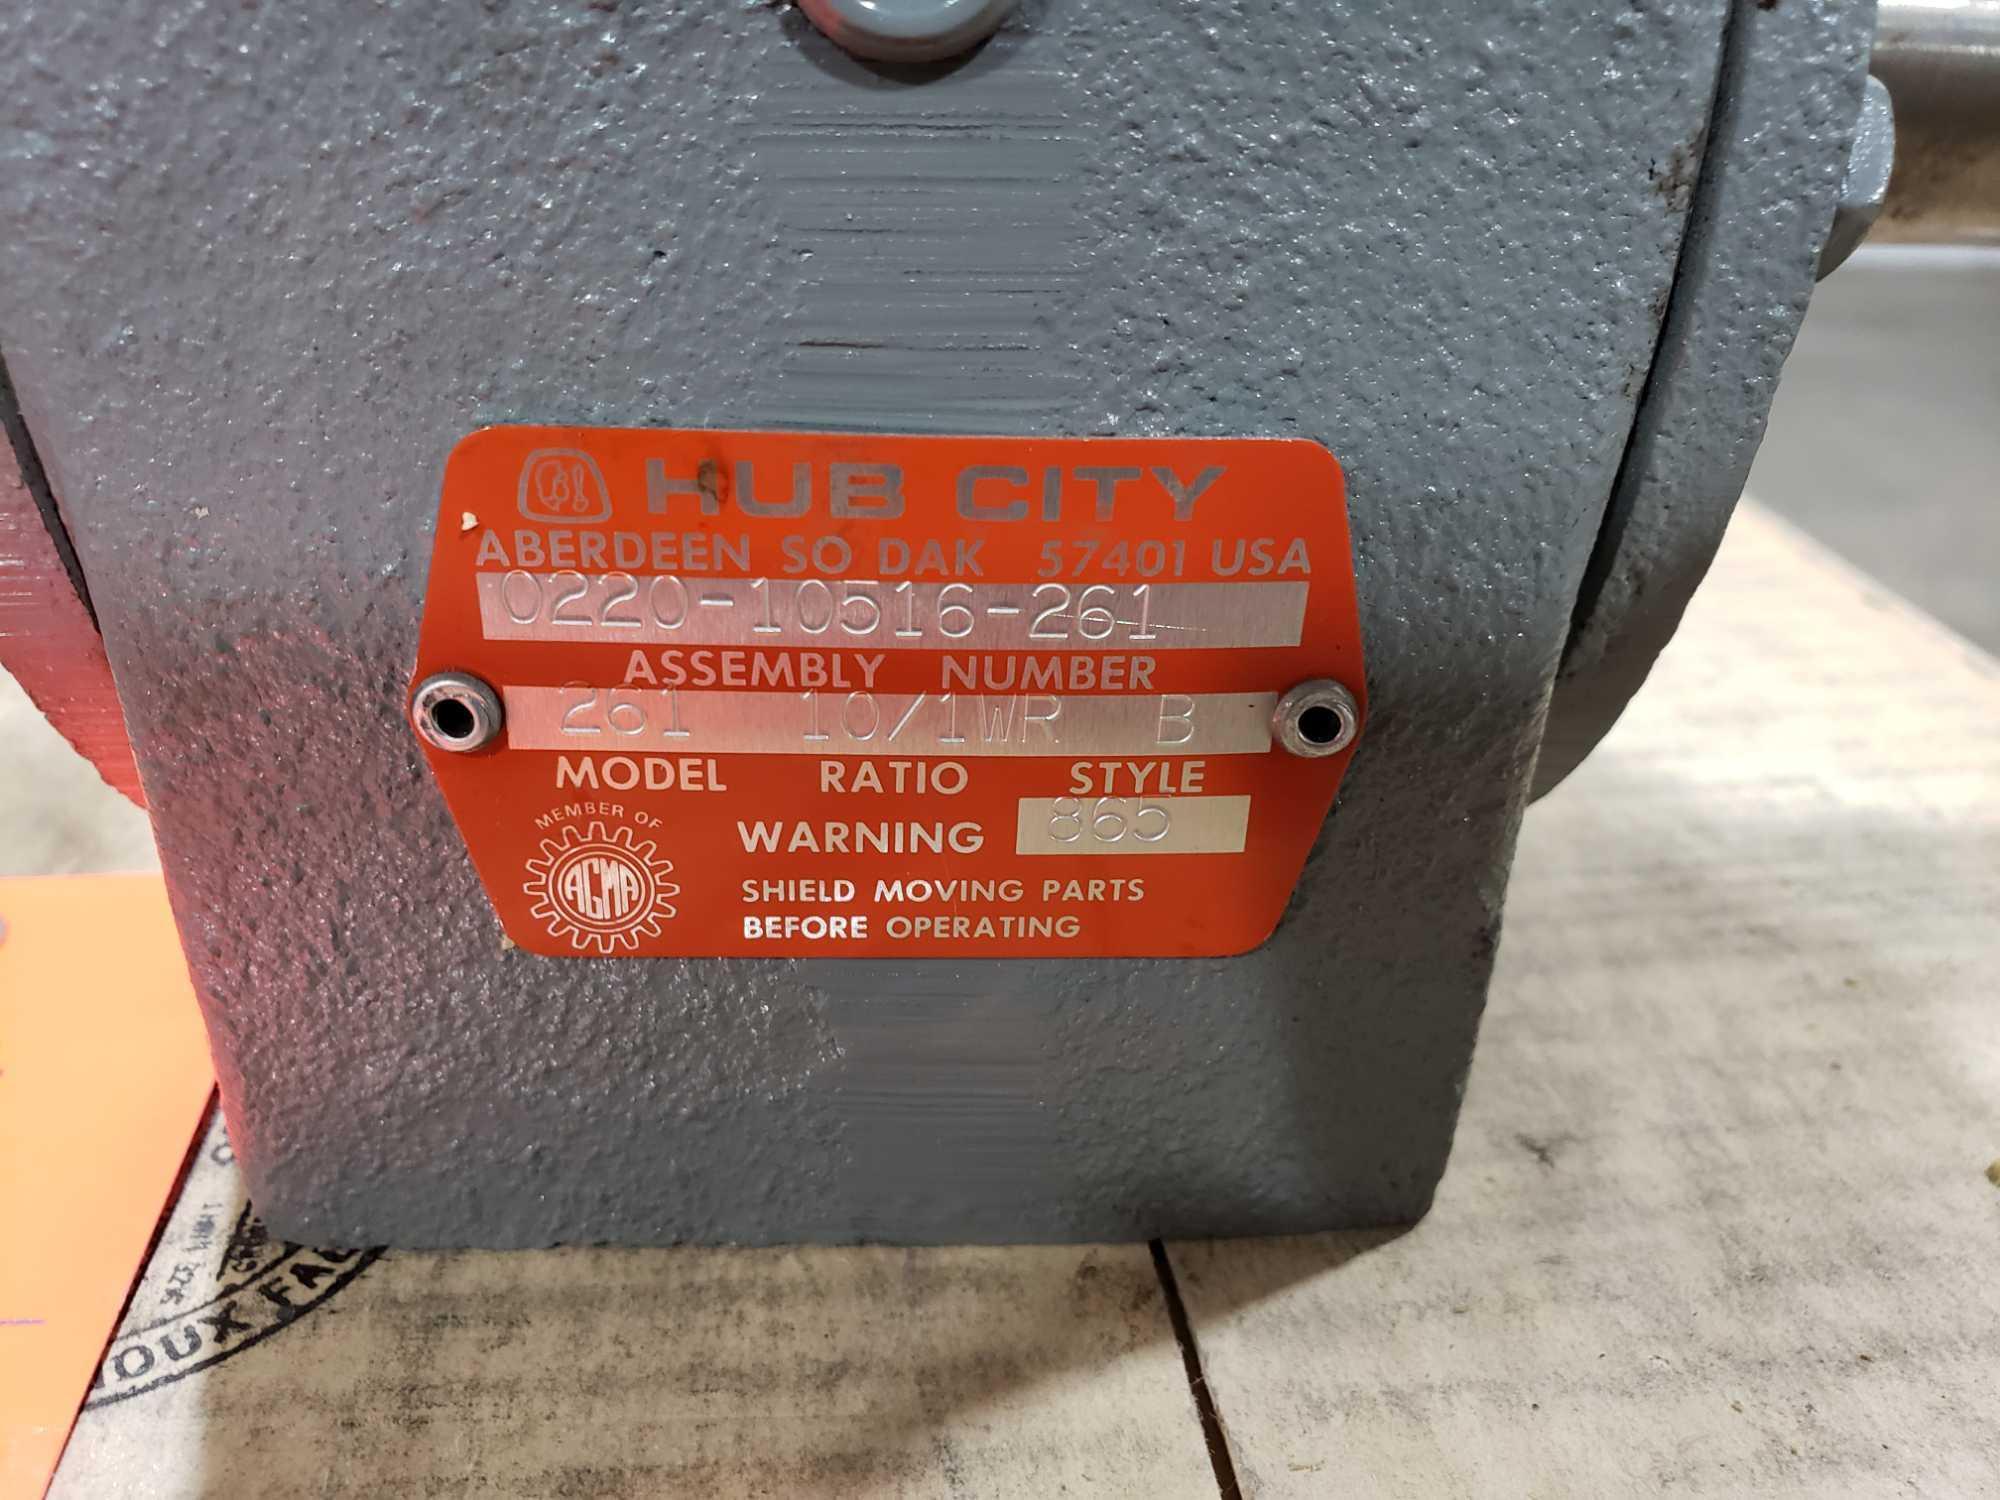 HUB CITY
ABERDEEN SO DAK 57401 USA
0220-10516-261
ASSEMBLY NUMBER
261 10/1WR B
MODEL RATIO STYLE
MEMBER OF
AGMA
WARNING 865
SHIELD MOVING PARTS
BEFORE OPERATING